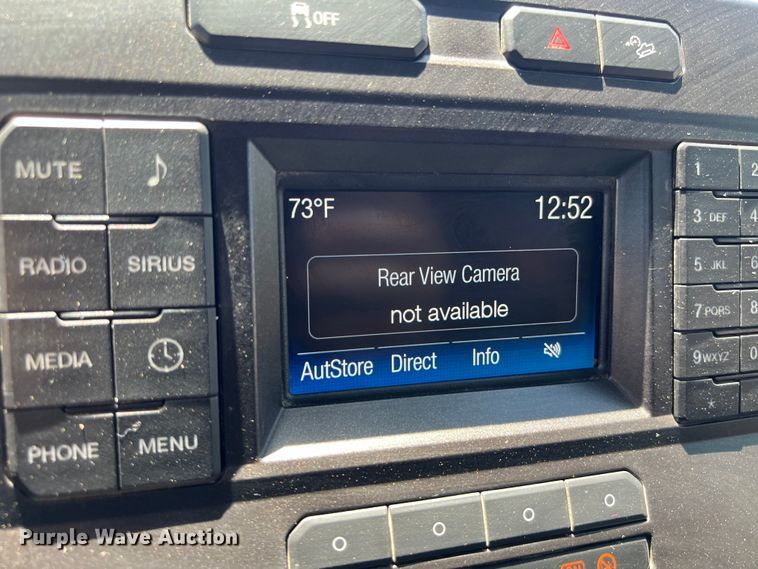 OFF
MUTE
RADIO SIRIUS
MEDIA
PHONE MENU
73°F 12:52
Rear View Camera
not available
AutStore Direct Info
1 2
3 DEF 4
5 JKL 6
7 PQRS 8
9 WXYZ 0
*
Purple Wave Auction